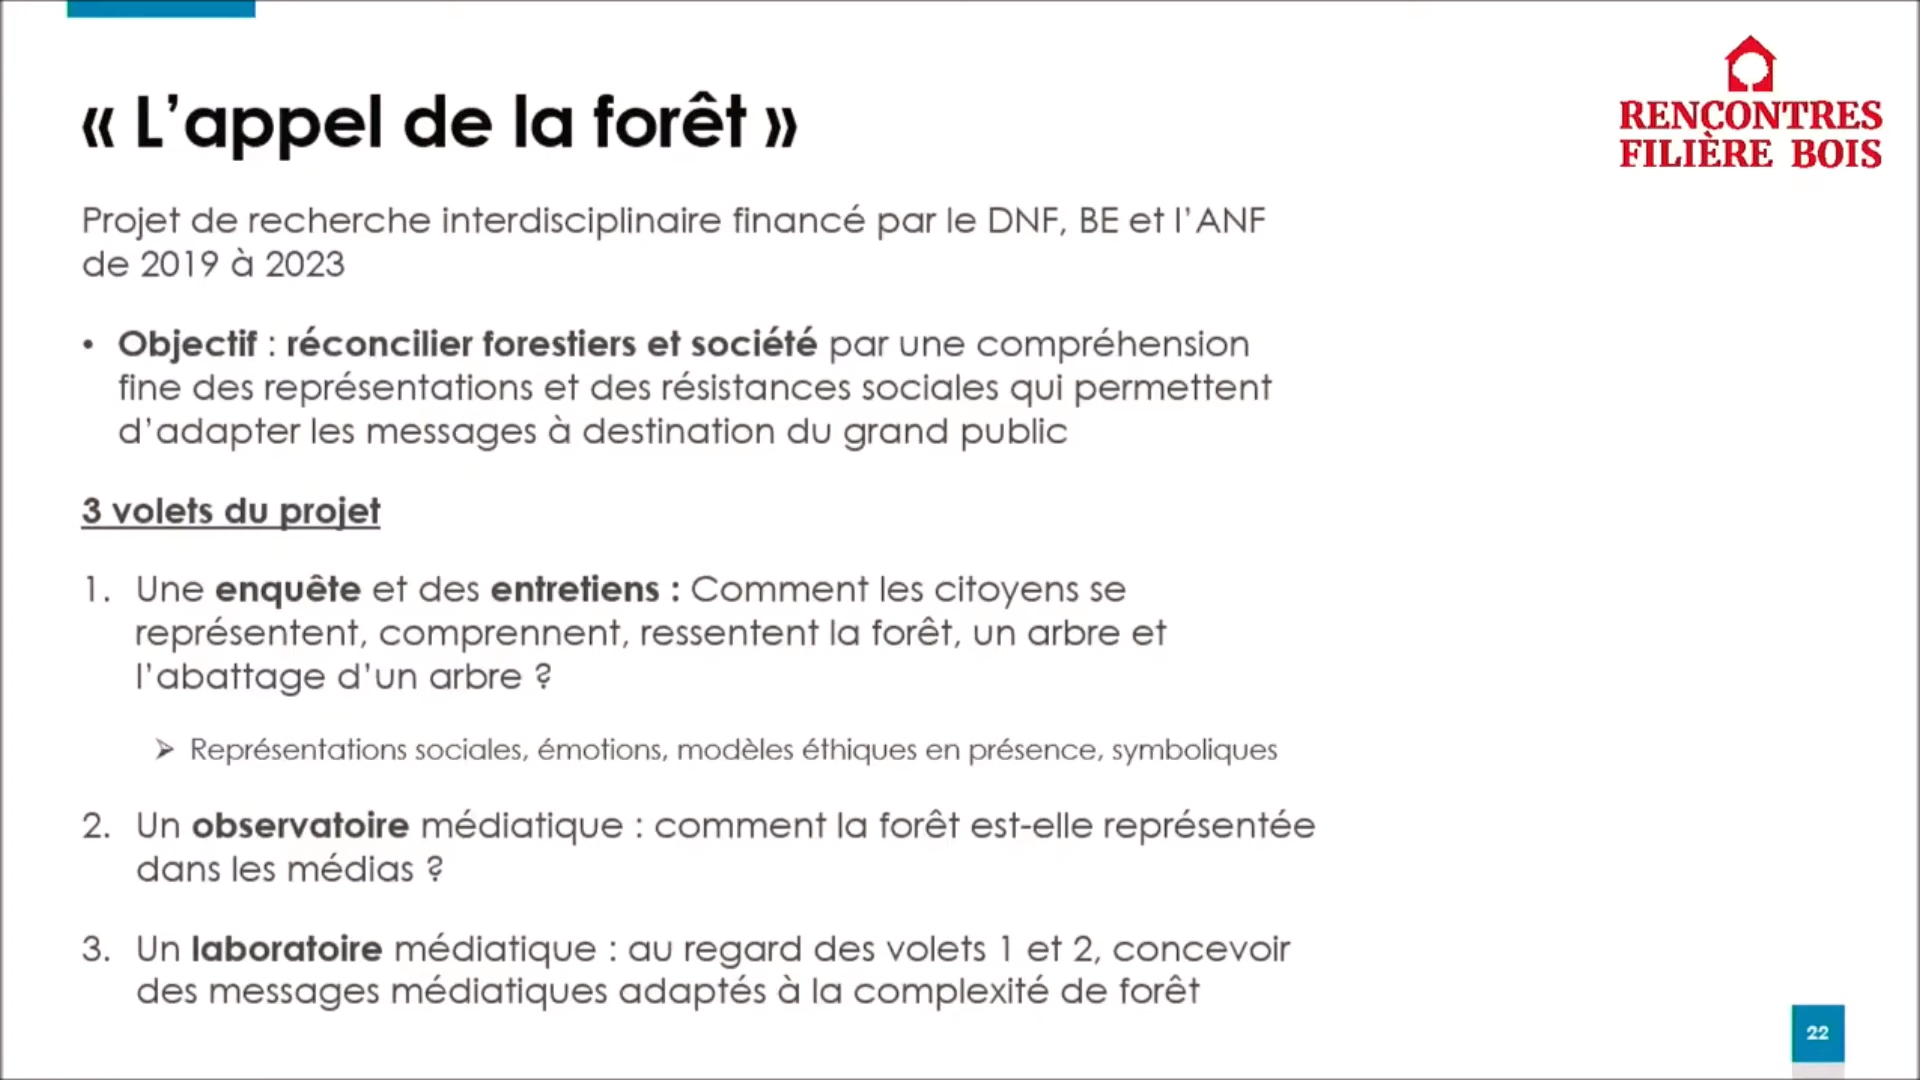 « L’appel de la forêt »
RENCONTRES
FILIÈRE BOIS
Projet de recherche interdisciplinaire financé par le DNF, BE et l’ANF
de 2019 à 2023
• Objectif : réconcilier forestiers et société par une compréhension
fine des représentations et des résistances sociales qui permettent
d’adapter les messages à destination du grand public
3 volets du projet
1. Une enquête et des entretiens : Comment les citoyens se
représentent, comprennent, ressentent la forêt, un arbre et
l’abattage d’un arbre ?
➢ Représentations sociales, émotions, modèles éthiques en présence, symboliques
2. Un observatoire médiatique : comment la forêt est-elle représentée
dans les médias ?
3. Un laboratoire médiatique : au regard des volets 1 et 2, concevoir
des messages médiatiques adaptés à la complexité de forêt
22